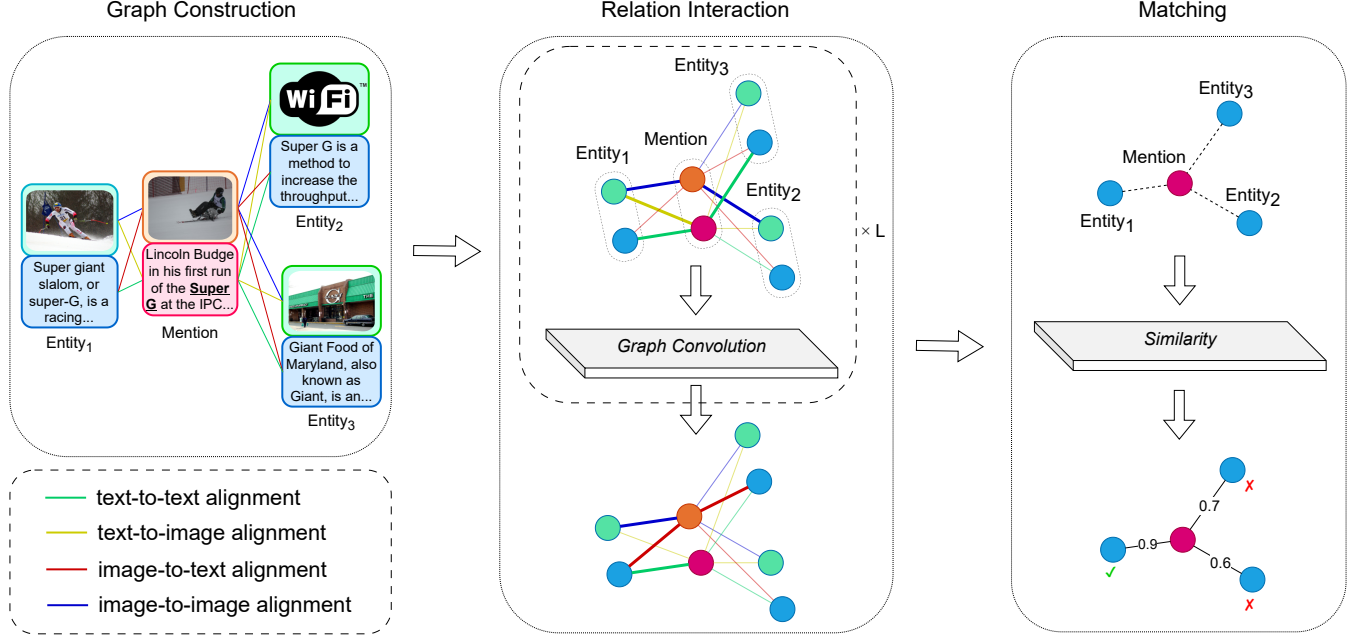 Graph Construction
Relation Interaction
Matching
WiFi™
Super G is a
method to
increase the
throughput...
Entity2
Super giant
slalom, or
super-G, is a
racing...
Entity1
Lincoln Budge
in his first run
of the Super
G at the IPC...
Mention
Giant Food of
Maryland, also
known as
Giant, is an...
Entity3
text-to-text alignment
text-to-image alignment
image-to-text alignment
image-to-image alignment
Entity3
Mention
Entity1
Entity2
× L
Graph Convolution
Entity3
Mention
Entity1
Entity2
Similarity
0.7
✗
0.9
✓
0.6
✗